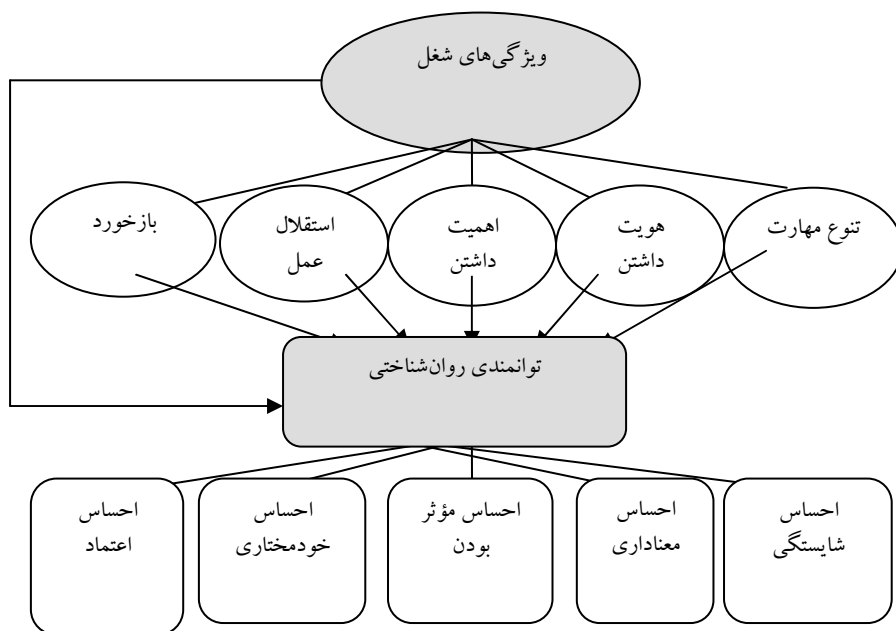 ویژگی‌های شغل
تنوع مهارت
هویت
داشتن
اهمیت
داشتن
استقلال
عمل
بازخورد
توانمندی روان‌شناختی
احساس
شایستگی
احساس
معناداری
احساس مؤثر
بودن
احساس
خودمختاری
احساس
اعتماد